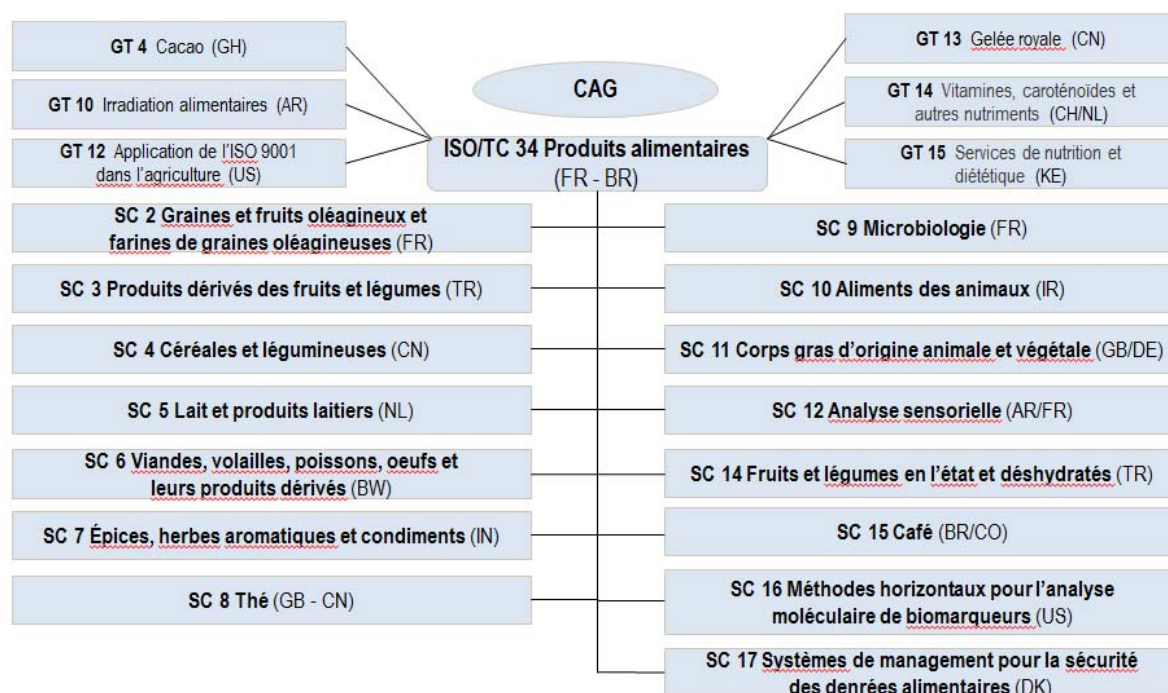 GT 4 Cacao (GH)
GT 10 Irradiation alimentaires (AR)
GT 12 Application de l'ISO 9001
dans l'agriculture (US)
CAG
ISO/TC 34 Produits alimentaires
(FR - BR)
GT 13 Gelée royale (CN)
GT 14 Vitamines, caroténoïdes et
autres nutriments (CH/NL)
GT 15 Services de nutrition et
diététique (KE)
SC 2 Graines et fruits oléagineux et
farines de graines oléagineuses (FR)
SC 3 Produits dérivés des fruits et légumes (TR)
SC 4 Céréales et légumineuses (CN)
SC 5 Lait et produits laitiers (NL)
SC 6 Viandes, volailles, poissons, oeufs et
leurs produits dérivés (BW)
SC 7 Épices, herbes aromatiques et condiments (IN)
SC 8 Thé (GB - CN)
SC 9 Microbiologie (FR)
SC 10 Aliments des animaux (IR)
SC 11 Corps gras d'origine animale et végétale (GB/DE)
SC 12 Analyse sensorielle (AR/FR)
SC 14 Fruits et légumes en l'état et déshydratés (TR)
SC 15 Café (BR/CO)
SC 16 Méthodes horizontaux pour l'analyse
moléculaire de biomarqueurs (US)
SC 17 Systèmes de management pour la sécurité
des denrées alimentaires (DK)